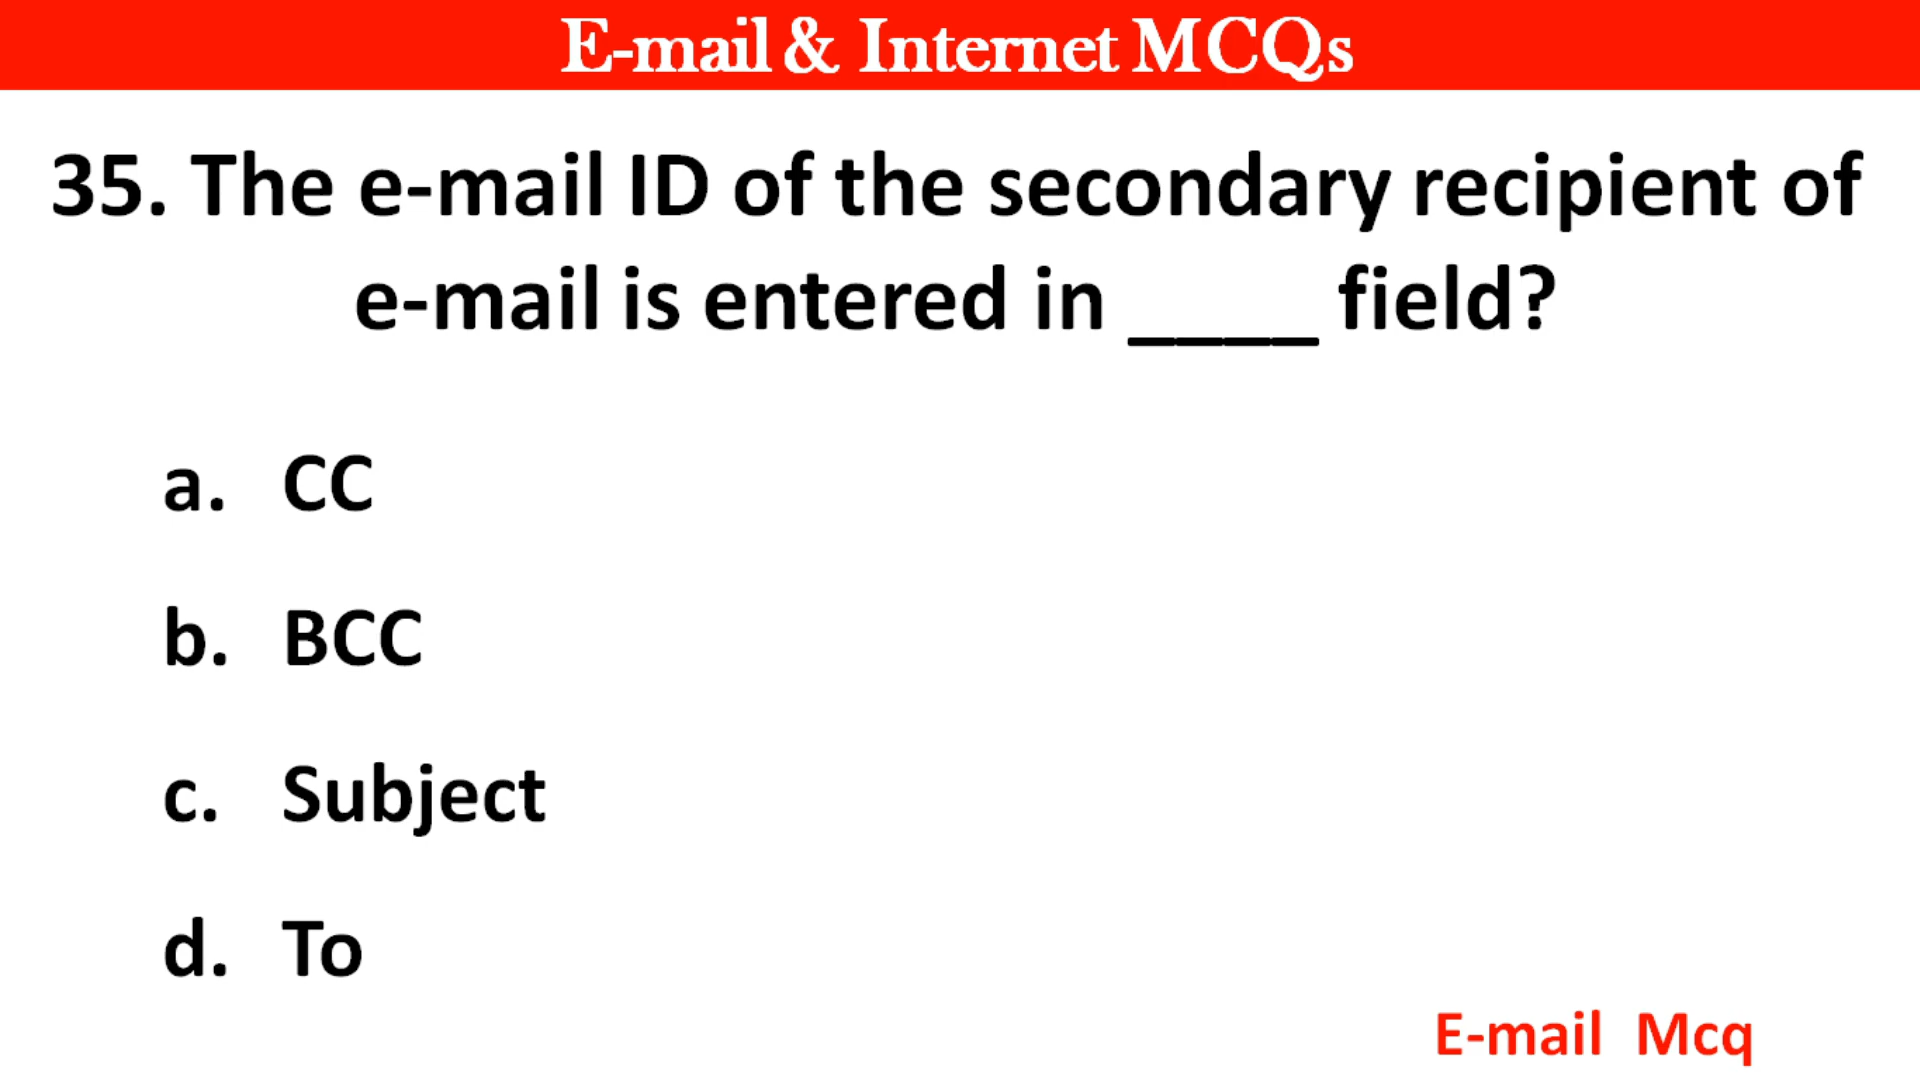 E-mail & Internet MCQs
35. The e-mail ID of the secondary recipient of
e-mail is entered in ____ field?
a. CC
b. BCC
c. Subject
d. To
E-mail Mcq